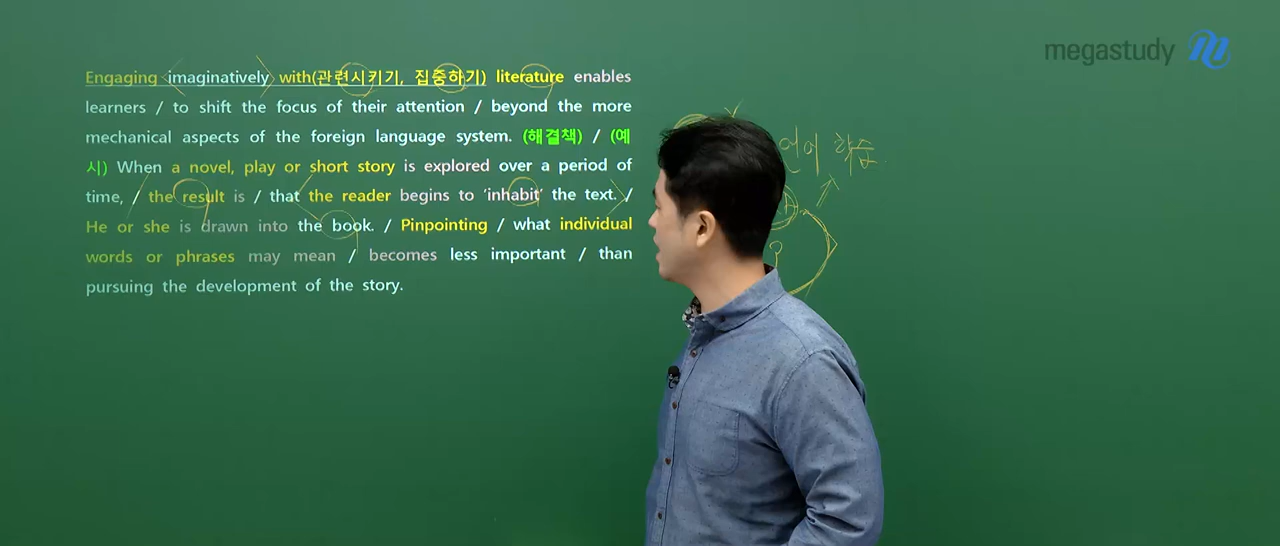 megastudy
Engaging imaginatively with(관련시키기, 집중하기) literature enables
learners / to shift the focus of their attention / beyond the more
mechanical aspects of the foreign language system. (해결책) / (예
시) When a novel, play or short story is explored over a period of
time, / the result is / that the reader begins to ‘inhabit’ the text. /
He or she is drawn into the book. / Pinpointing / what individual
words or phrases may mean / becomes less important / than
pursuing the development of the story.
언어 학습